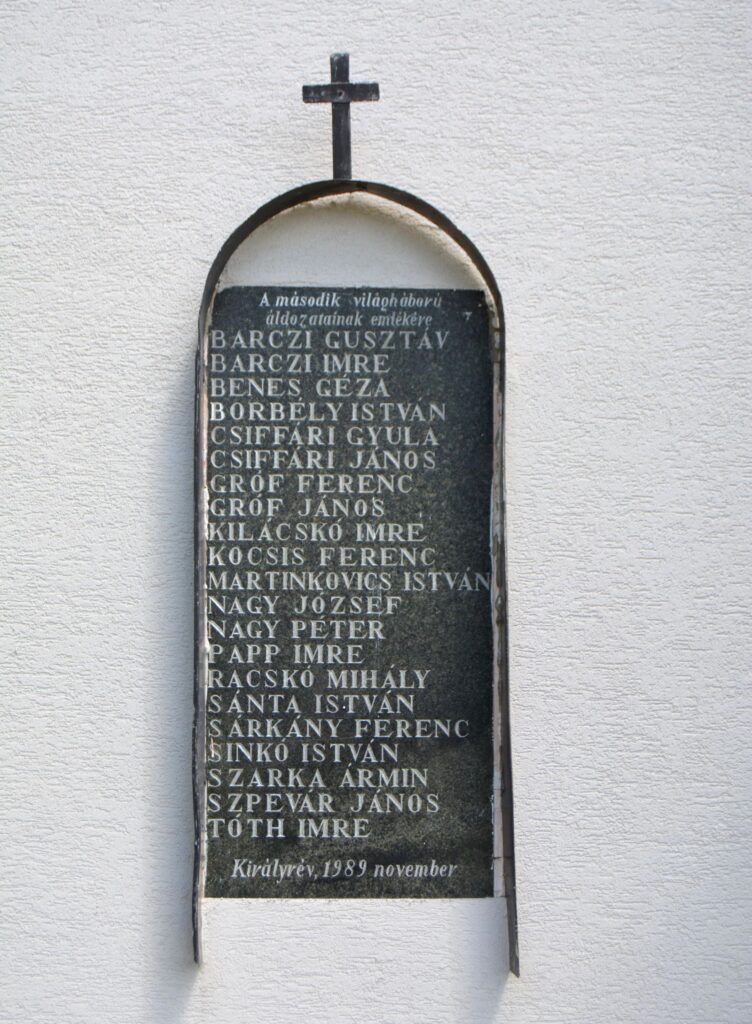 A második világháború
áldozatainak emlékére
BARCZI GUSZTÁV
BARCZI IMRE
BENES GÉZA
BORBÉLY ISTVÁN
CSIFFÁRI GYULA
CSIFFÁRI JÁNOS
GRÓF FERENC
GRÓF JÁNOS
KILÁCSKÓ IMRE
KOCSIS FERENC
MARTINKOVICS ISTVÁN
NAGY JÓZSEF
NAGY PÉTER
PAPP IMRE
RACSKÓ MIHÁLY
SÁNTA ISTVÁN
SÁRKÁNY FERENC
SINKÓ ISTVÁN
SZARKA ÁRMIN
SZPEVÁR JÁNOS
TÓTH IMRE
Királyrév, 1989 november